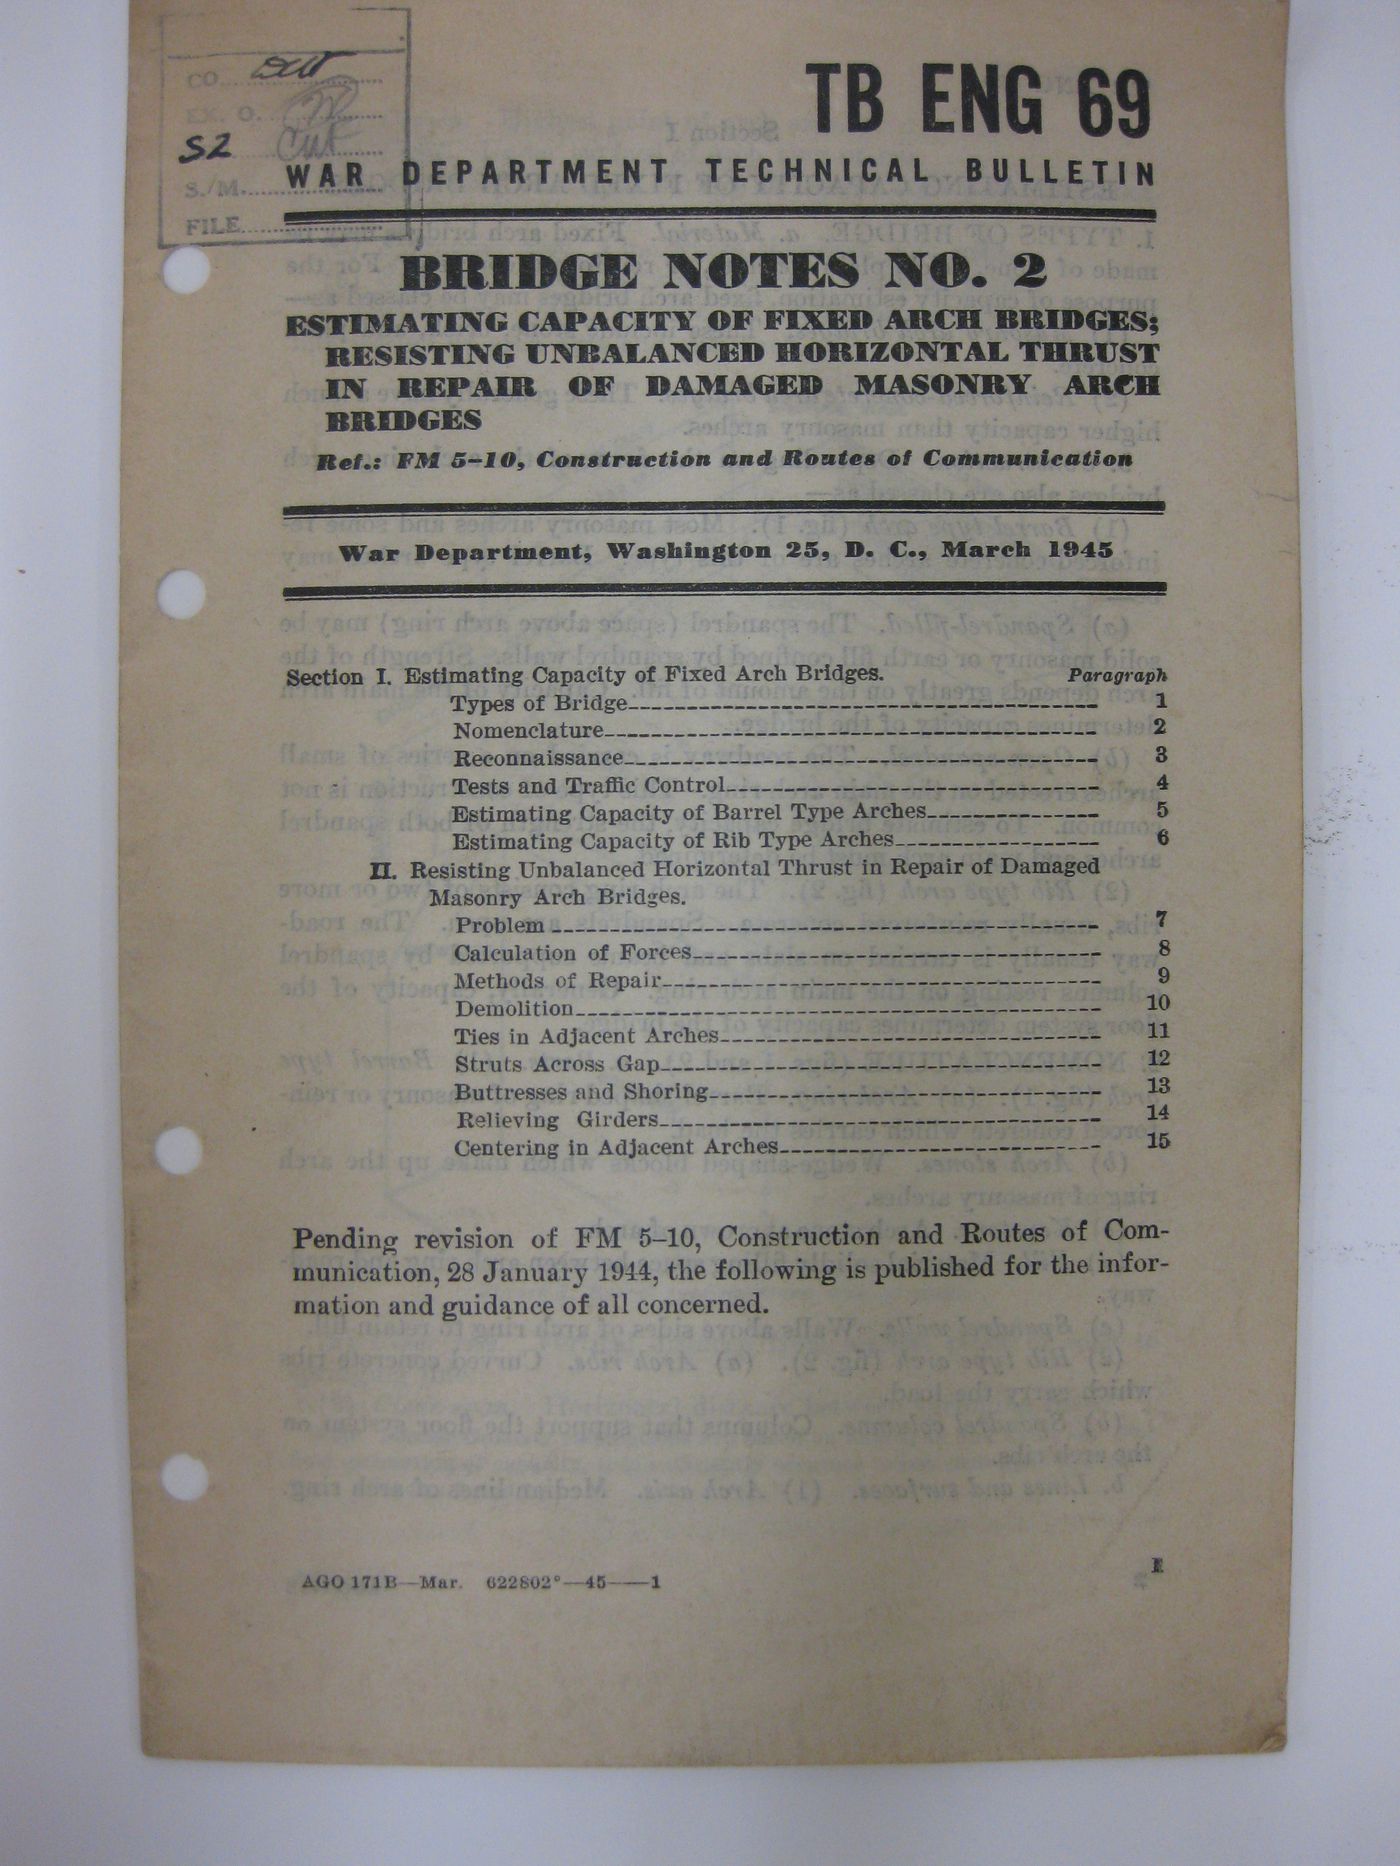 CO
EX. O.
S2
S./M.
FILE
TB ENG 69
WAR DEPARTMENT TECHNICAL BULLETIN
BRIDGE NOTES NO. 2
ESTIMATING CAPACITY OF FIXED ARCH BRIDGES;
RESISTING UNBALANCED HORIZONTAL THRUST
IN REPAIR OF DAMAGED MASONRY ARCH
BRIDGES
Ref.: FM 5–10, Construction and Routes of Communication
War Department, Washington 25, D. C., March 1945
Section I. Estimating Capacity of Fixed Arch Bridges. Paragraph
Types of Bridge 1
Nomenclature 2
Reconnaissance 3
Tests and Traffic Control 4
Estimating Capacity of Barrel Type Arches 5
Estimating Capacity of Rib Type Arches 6
II. Resisting Unbalanced Horizontal Thrust in Repair of Damaged
Masonry Arch Bridges.
Problem 7
Calculation of Forces 8
Methods of Repair 9
Demolition 10
Ties in Adjacent Arches 11
Struts Across Gap 12
Buttresses and Shoring 13
Relieving Girders 14
Centering in Adjacent Arches 15
Pending revision of FM 5–10, Construction and Routes of Com-
munication, 28 January 1944, the following is published for the infor-
mation and guidance of all concerned.
AGO 171B—Mar. 622802°—45——1